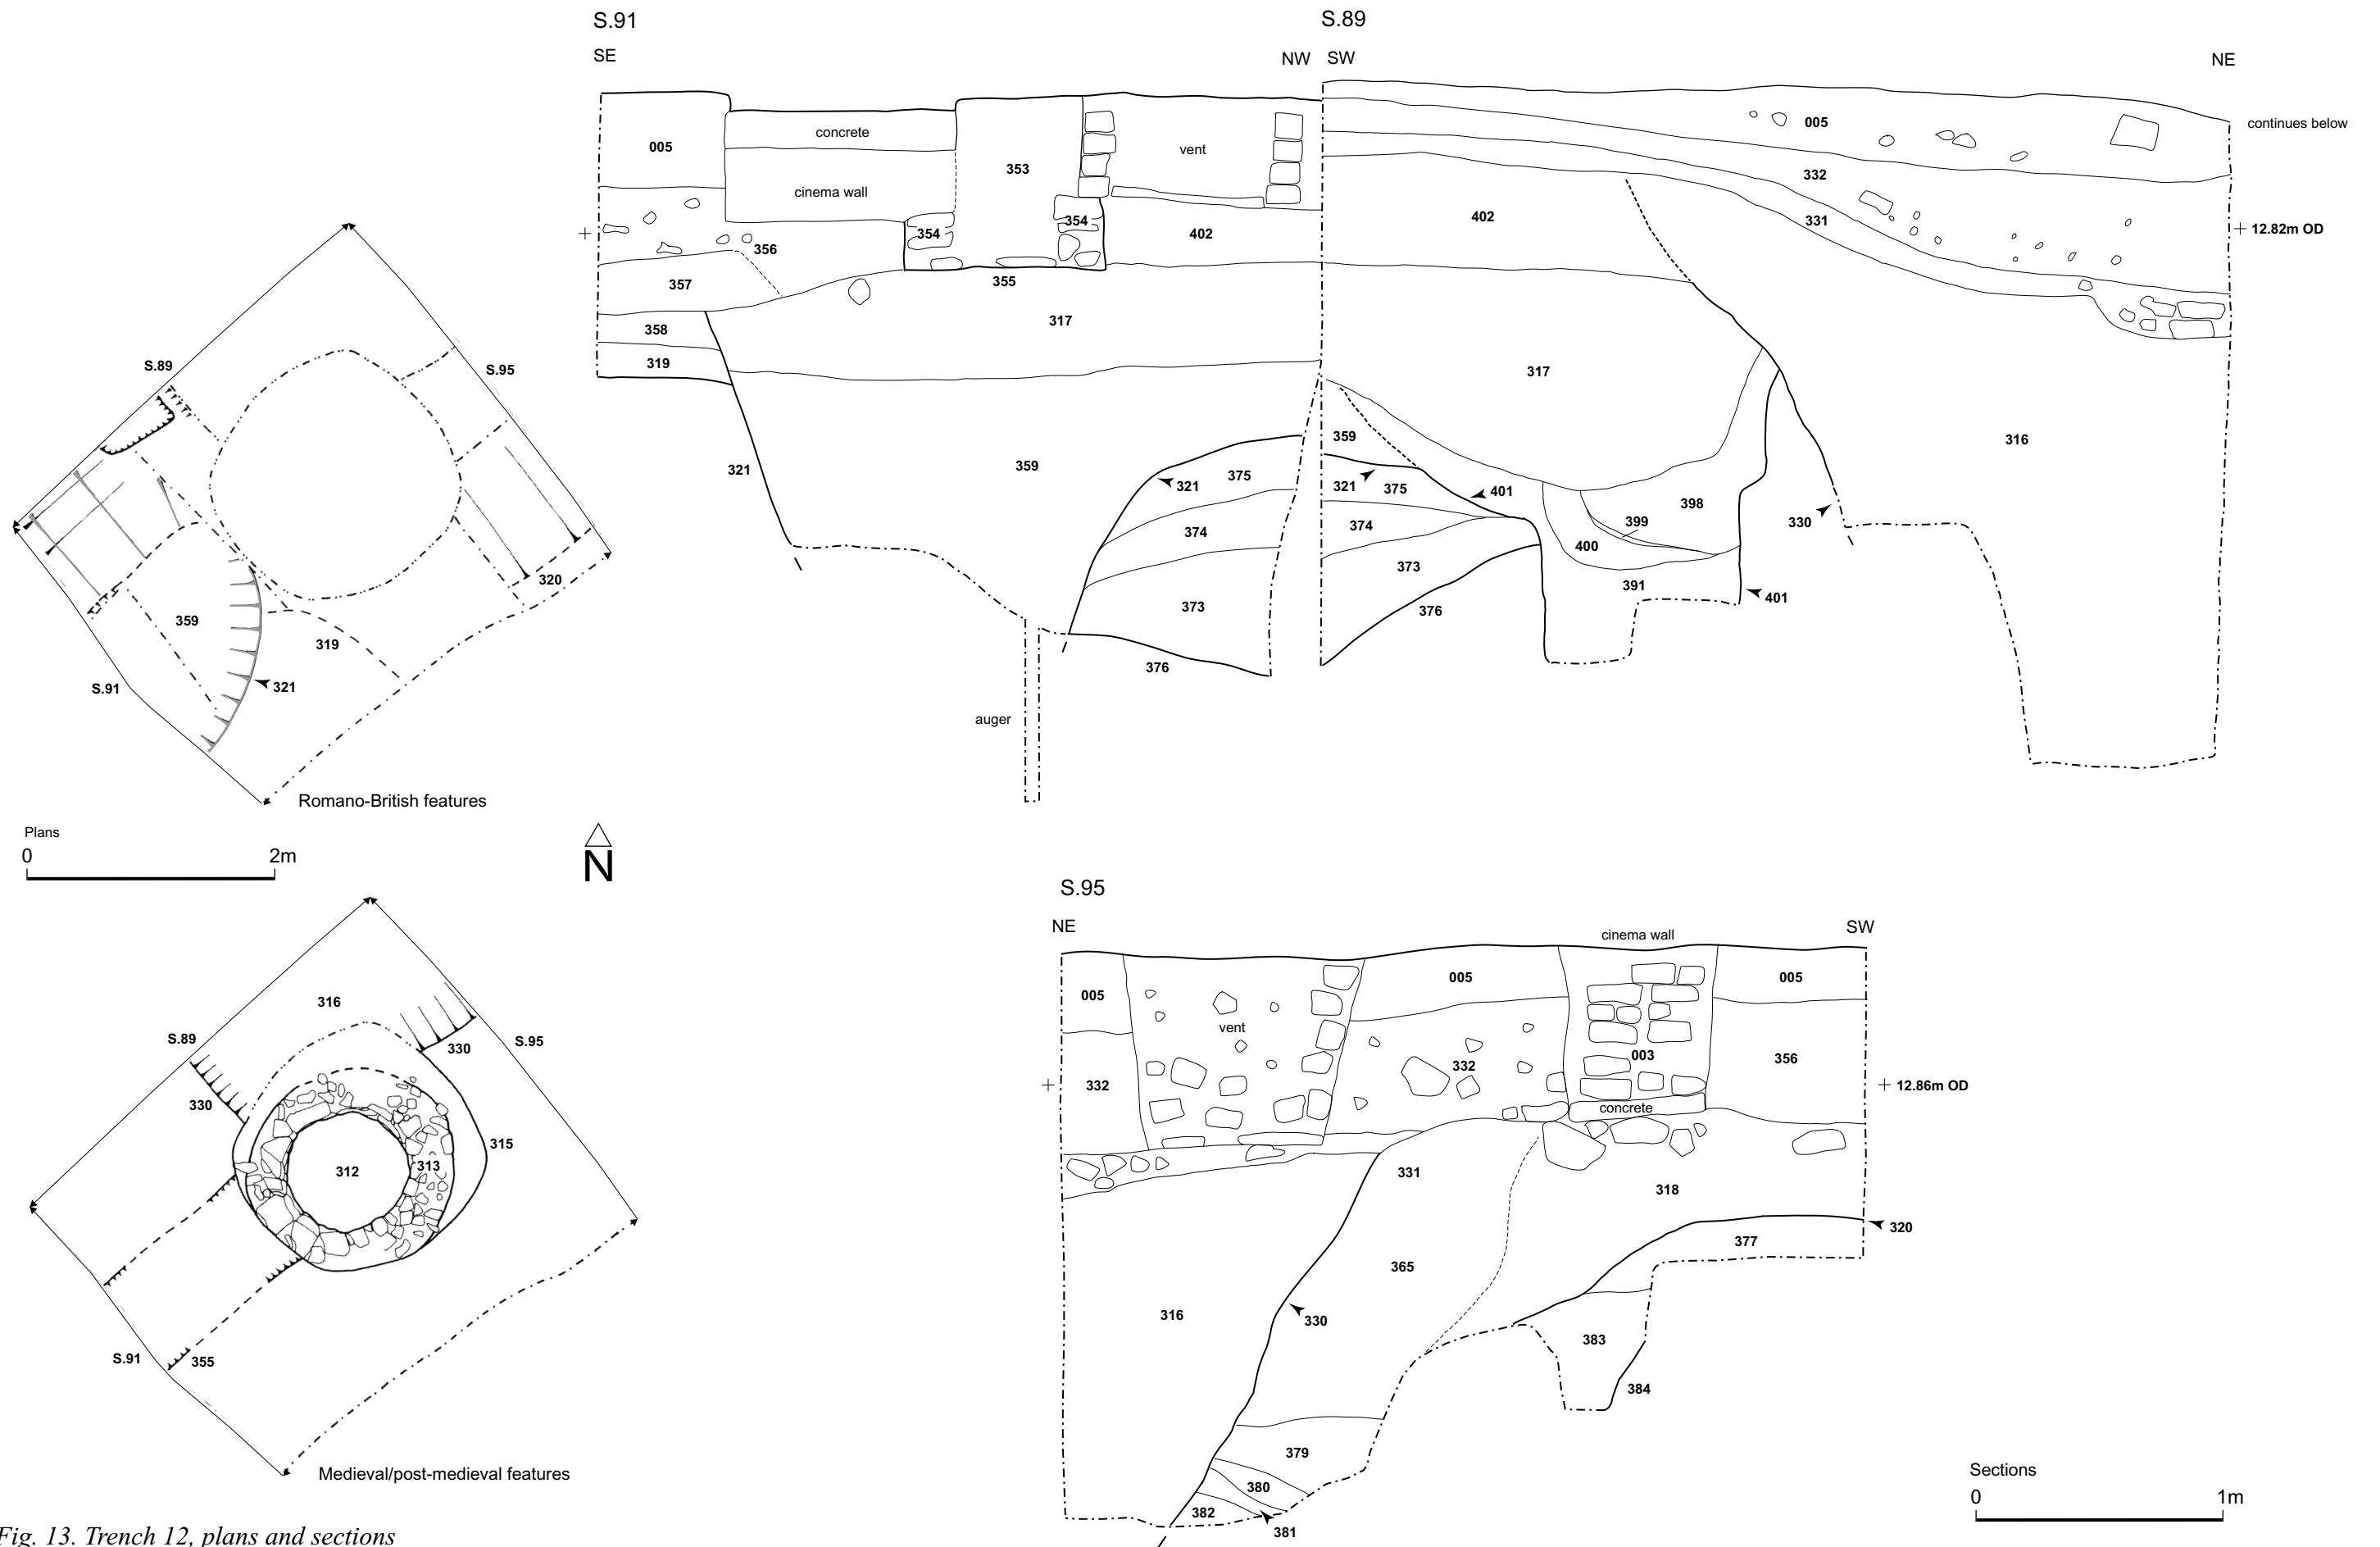 S.91
S.89
SE
NW
SW
NE
005
concrete
cinema wall
353
vent
354
354
402
356
357
355
317
358
319
321
359
321
375
374
373
376
auger
005
continues below
332
331
12.82m OD
402
317
316
359
321
375
401
374
373
376
398
399
400
391
401
330
S.89
S.95
359
319
320
321
S.91
Romano-British features
Plans
0
2m
N
316
S.89
S.95
330
330
315
312
313
S.91
355
Medieval/post-medieval features
S.95
NE
SW
cinema wall
005
005
005
vent
332
332
003
356
12.86m OD
concrete
331
318
320
377
365
316
330
383
384
379
380
382
381
Sections
0
1m
Fig. 13. Trench 12, plans and sections